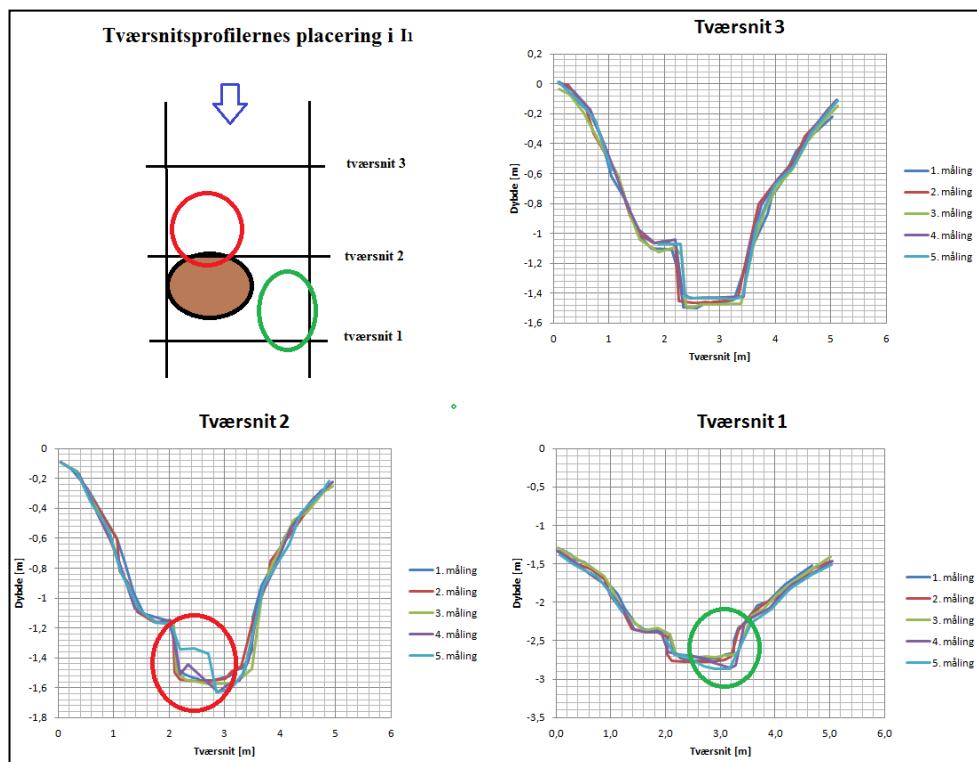 Tværsnitsprofilernes placering i I1
tværsnit 3
tværsnit 2
tværsnit 1
Tværsnit 3
0,2
0
-0,2
-0,4
-0,6
-0,8
-1
-1,2
-1,4
-1,6
Dybde [m]
0 1 2 3 4 5 6
Tværsnit [m]
1. måling
2. måling
3. måling
4. måling
5. måling
Tværsnit 2
0
-0,2
-0,4
-0,6
-0,8
-1
-1,2
-1,4
-1,6
-1,8
Dybde [m]
0 1 2 3 4 5 6
Tværsnit [m]
1. måling
2. måling
3. måling
4. måling
5. måling
Tværsnit 1
0
-0,5
-1
-1,5
-2
-2,5
-3
-3,5
Dybde [m]
0,0 1,0 2,0 3,0 4,0 5,0 6,0
Tværsnit [m]
1. måling
2. måling
3. måling
4. måling
5. måling